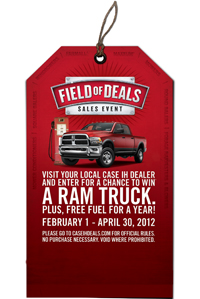 FIELD OF DEALS
SALES EVENT
VISIT YOUR LOCAL CASE IH DEALER
AND ENTER FOR A CHANCE TO WIN
A RAM TRUCK.
PLUS, FREE FUEL FOR A YEAR!
FEBRUARY 1 - APRIL 30, 2012
PLEASE GO TO CASEIHDEALS.COM FOR OFFICIAL RULES.
NO PURCHASE NECESSARY. VOID WHERE PROHIBITED.